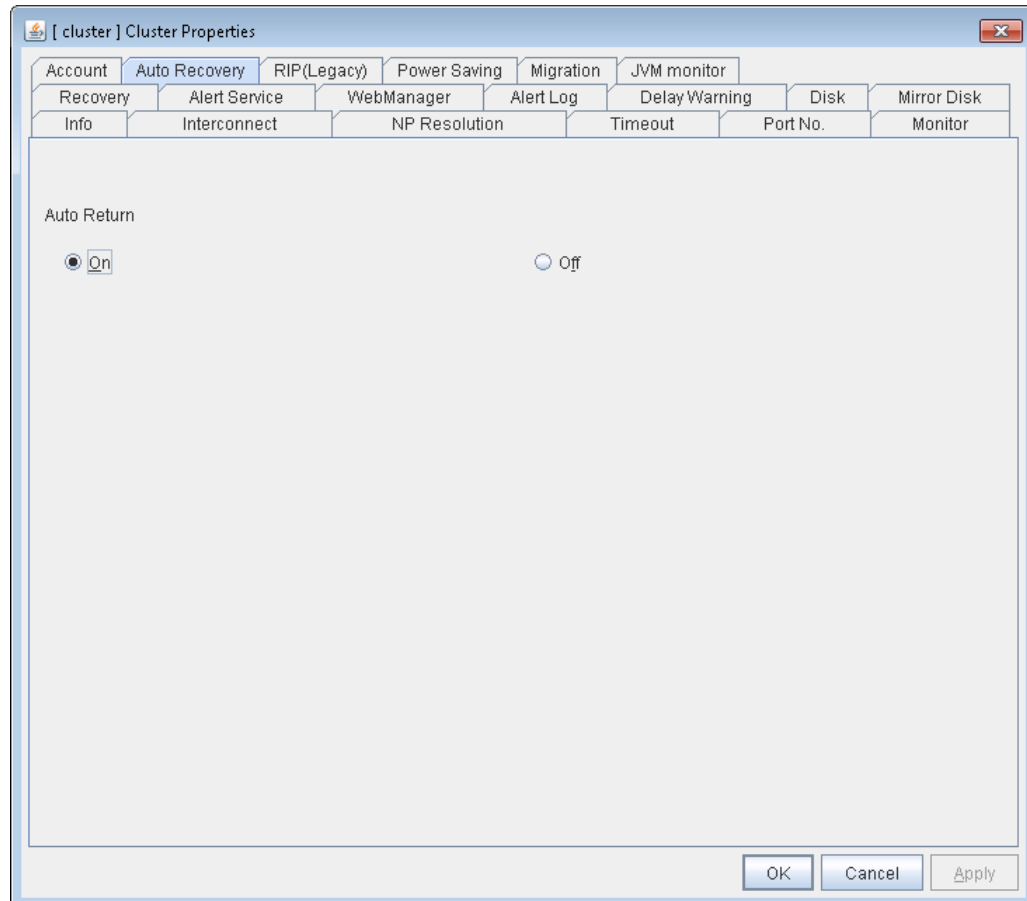 [ cluster ] Cluster Properties
Account Auto Recovery RIP(Legacy) Power Saving Migration JVM monitor
Recovery Alert Service WebManager Alert Log Delay Warning Disk Mirror Disk
Info Interconnect NP Resolution Timeout Port No. Monitor
Auto Return
On Off
OK Cancel Apply